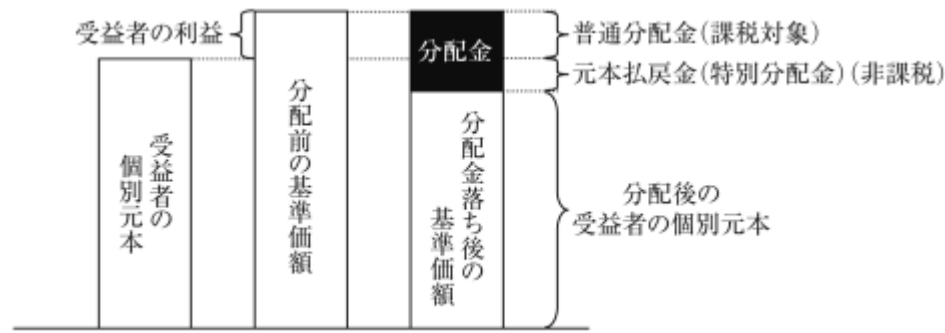 受益者の利益
受益者の
個別元本
分配前の基準価額
分配金
分配金落ち後の
基準価額
普通分配金(課税対象)
元本払戻金(特別分配金)(非課税)
分配後の
受益者の個別元本